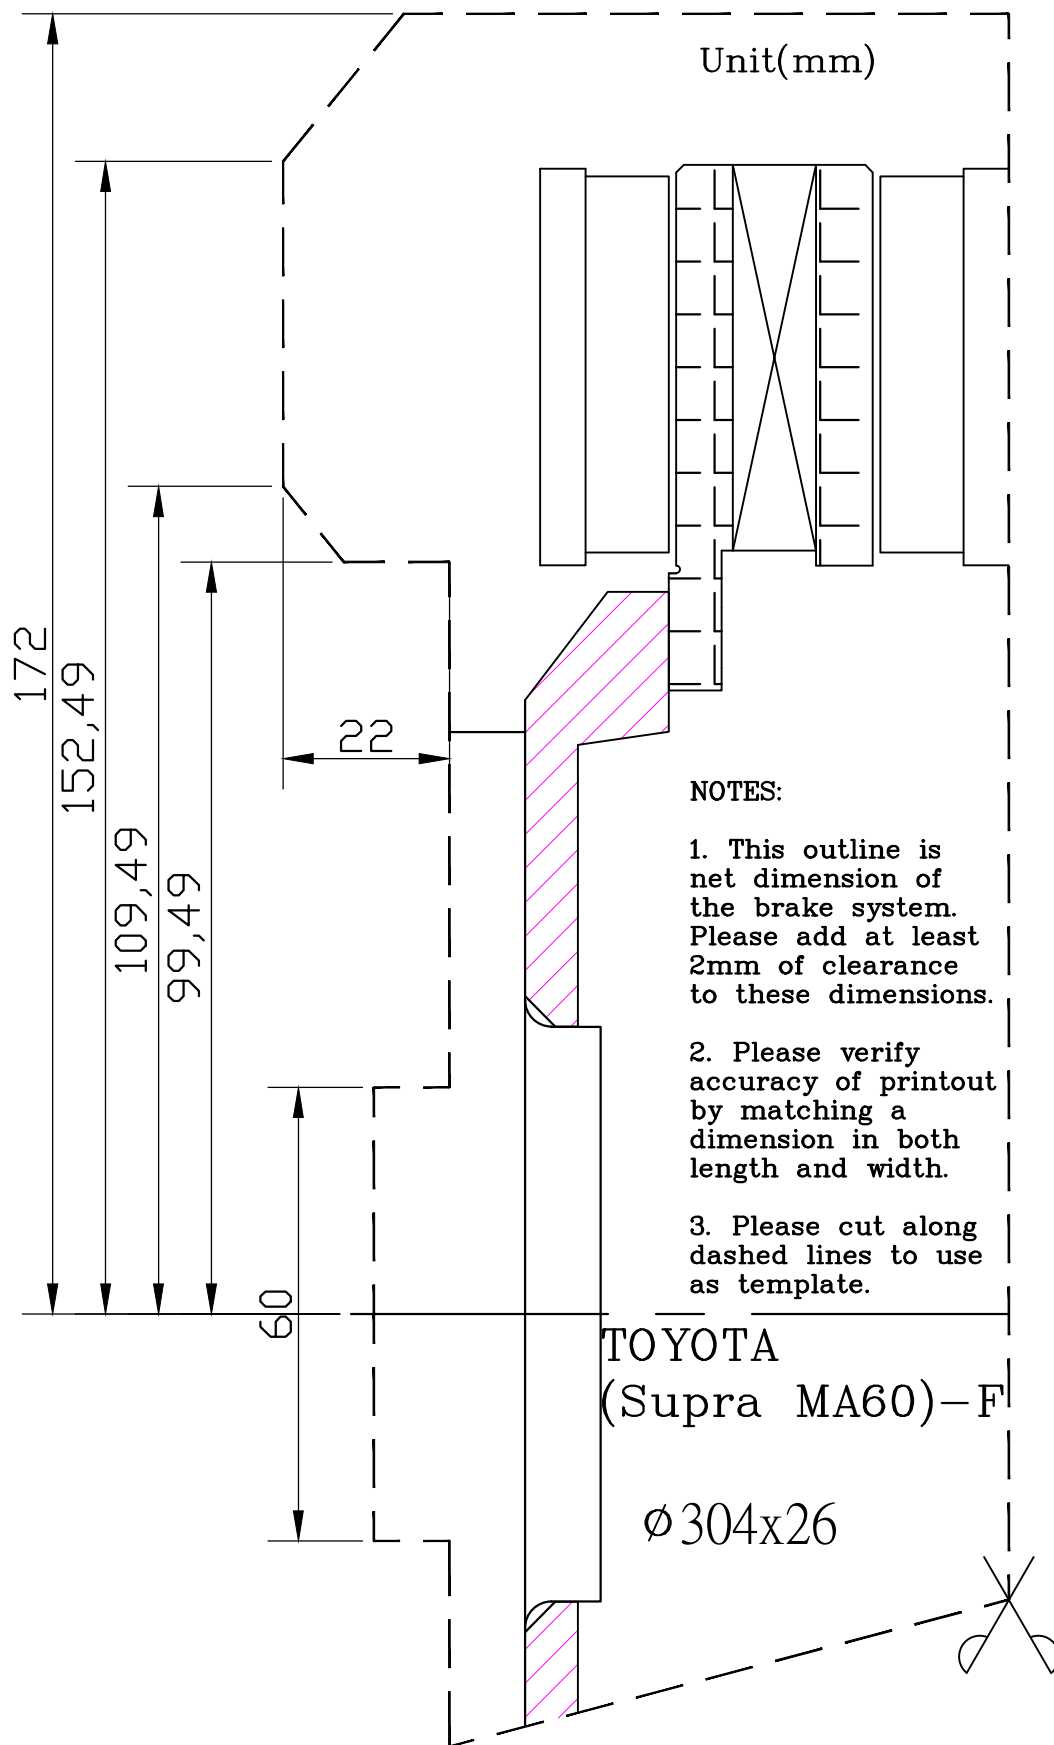 Unit(mm)
172
152,49
109,49
99,49
22
60
NOTES:
1. This outline is
net dimension of
the brake system.
Please add at least
2mm of clearance
to these dimensions.
2. Please verify
accuracy of printout
by matching a
dimension in both
length and width.
3. Please cut along
dashed lines to use
as template.
TOYOTA
(Supra MA60)-F
Ø304x26